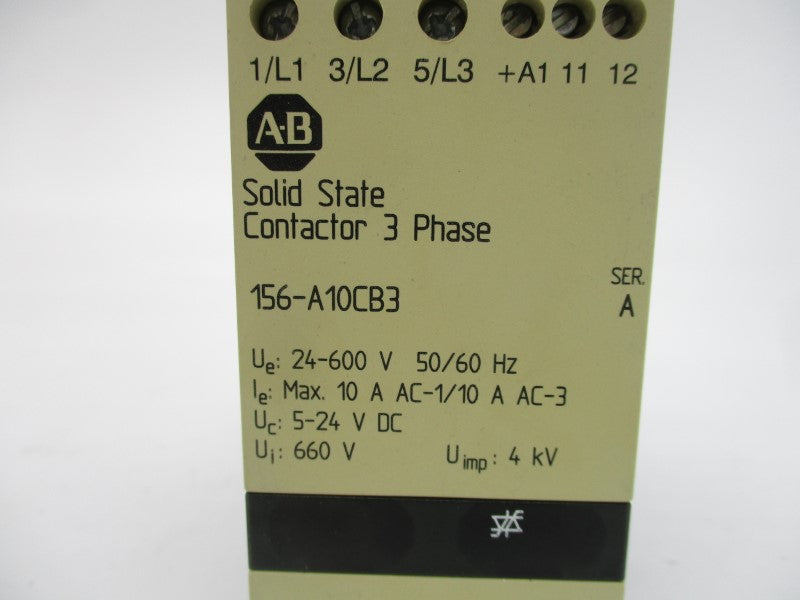 1/L1 3/L2 5/L3 +A1 11 12
A-B
Solid State
Contactor 3 Phase
156-A10CB3
SER.
A
Ue: 24-600 V 50/60 Hz
Ie: Max. 10 A AC-1/10 A AC-3
Uc: 5-24 V DC
Ui: 660 V Uimp: 4 kV